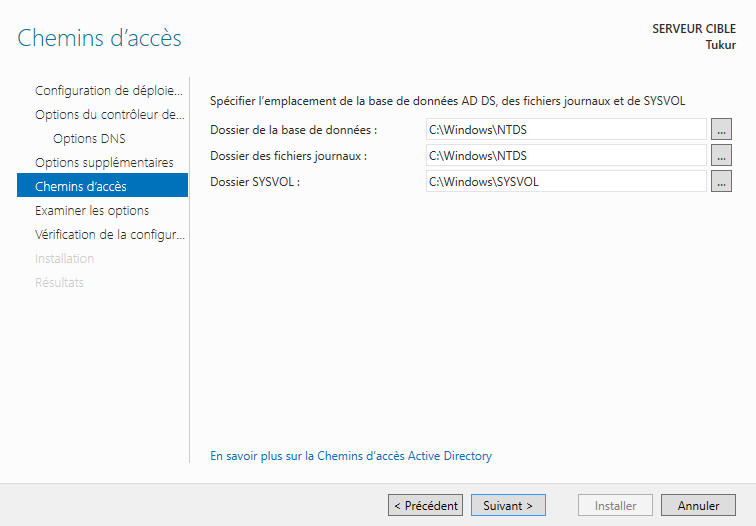 Chemins d’accès
SERVEUR CIBLE
Tukur
Configuration de déploie...
Options du contrôleur de...
Options DNS
Options supplémentaires
Chemins d’accès
Examiner les options
Vérification de la configur...
Installation
Résultats
Spécifier l’emplacement de la base de données AD DS, des fichiers journaux et de SYSVOL
Dossier de la base de données : C:\Windows\NTDS ...
Dossier des fichiers journaux : C:\Windows\NTDS ...
Dossier SYSVOL : C:\Windows\SYSVOL ...
En savoir plus sur la Chemins d’accès Active Directory
< Précédent Suivant > Installer Annuler